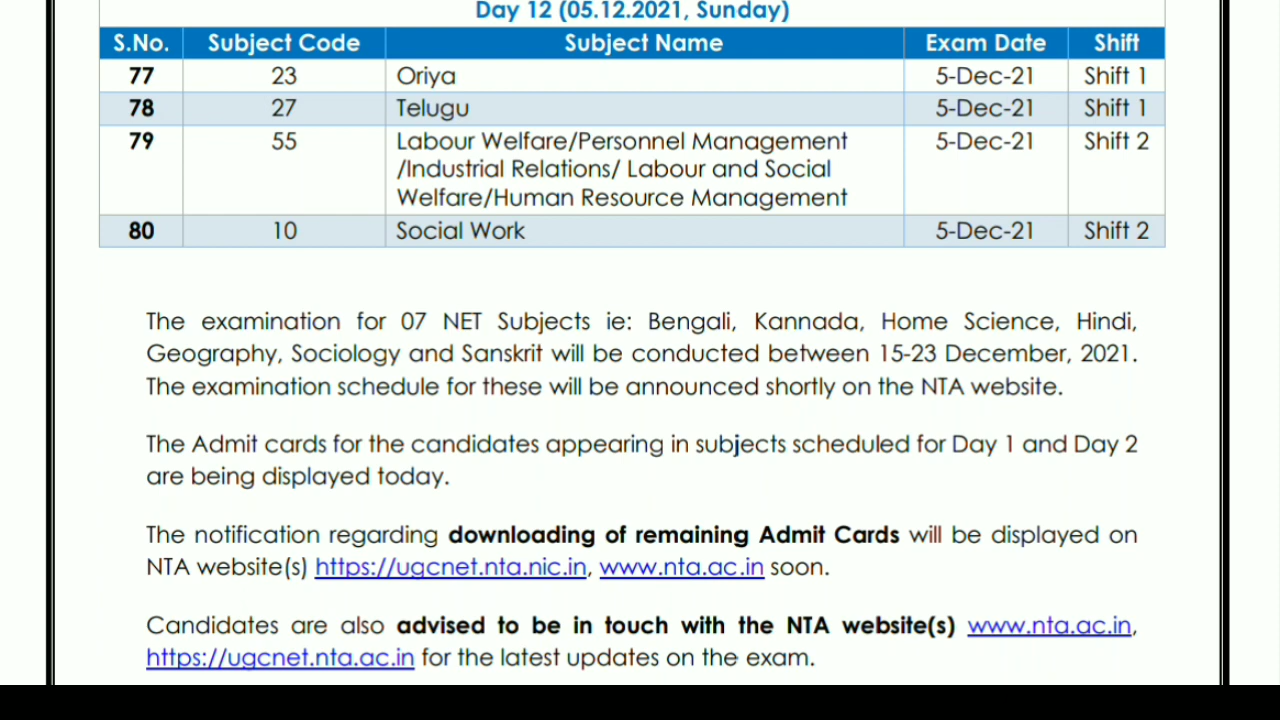 Day 12 (05.12.2021, Sunday)
S.No. Subject Code Subject Name Exam Date Shift
77 23 Oriya 5-Dec-21 Shift 1
78 27 Telugu 5-Dec-21 Shift 1
79 55 Labour Welfare/Personnel Management 5-Dec-21 Shift 2
/Industrial Relations/ Labour and Social
Welfare/Human Resource Management
80 10 Social Work 5-Dec-21 Shift 2
The examination for 07 NET Subjects ie: Bengali, Kannada, Home Science, Hindi,
Geography, Sociology and Sanskrit will be conducted between 15-23 December, 2021.
The examination schedule for these will be announced shortly on the NTA website.
The Admit cards for the candidates appearing in subjects scheduled for Day 1 and Day 2
are being displayed today.
The notification regarding downloading of remaining Admit Cards will be displayed on
NTA website(s) https://ugcnet.nta.nic.in, www.nta.ac.in soon.
Candidates are also advised to be in touch with the NTA website(s) www.nta.ac.in,
https://ugcnet.nta.ac.in for the latest updates on the exam.